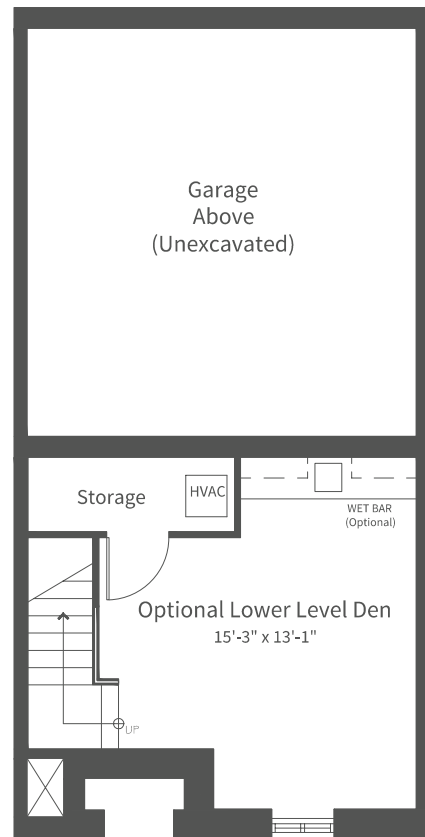 Garage
Above
(Unexcavated)
Storage
HVAC
WET BAR
(Optional)
Optional Lower Level Den
15'-3" x 13'-1"
UP